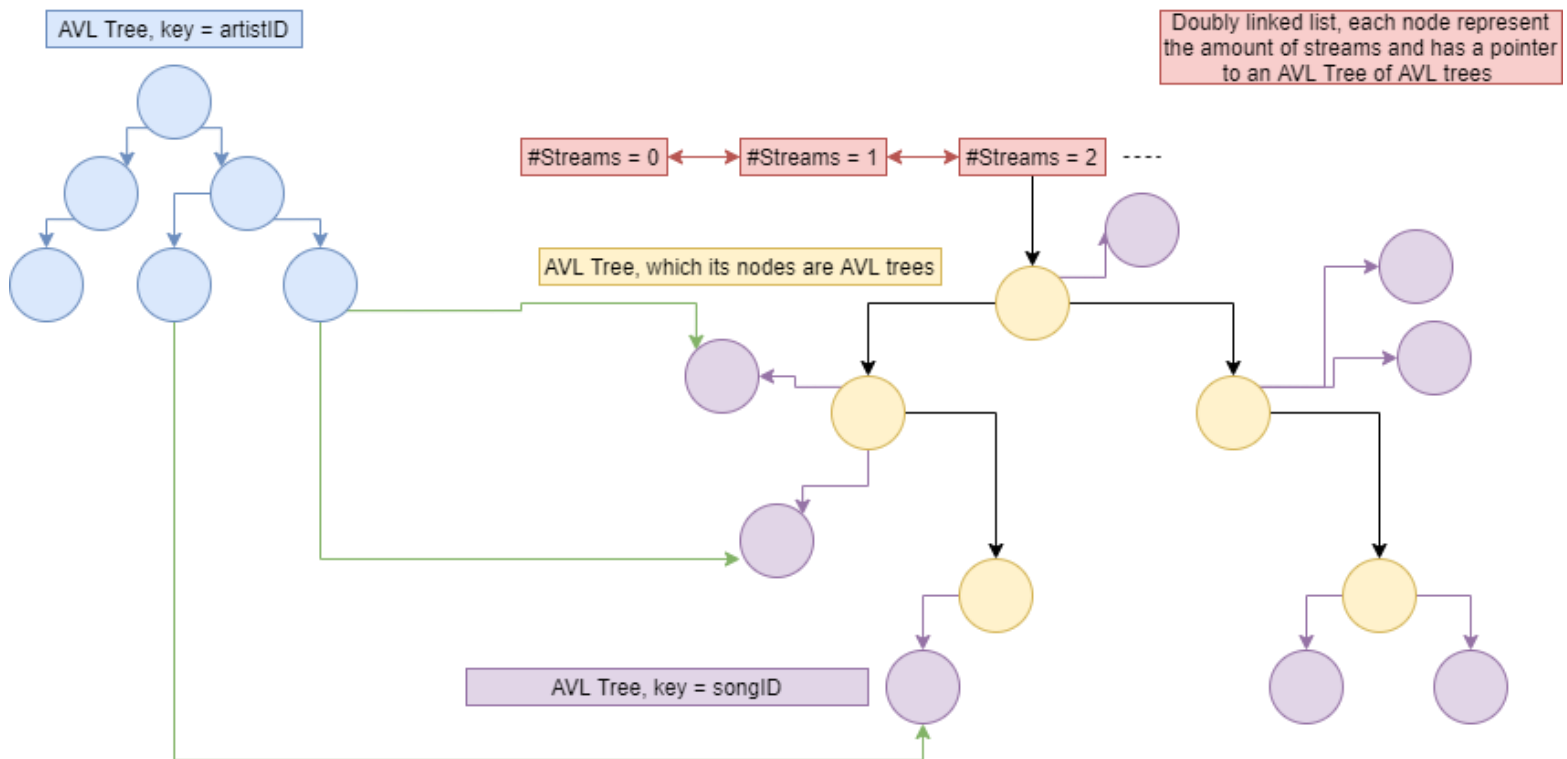 AVL Tree, key = artistID
Doubly linked list, each node represent
the amount of streams and has a pointer
to an AVL Tree of AVL trees
#Streams = 0
#Streams = 1
#Streams = 2
----
AVL Tree, which its nodes are AVL trees
AVL Tree, key = songID